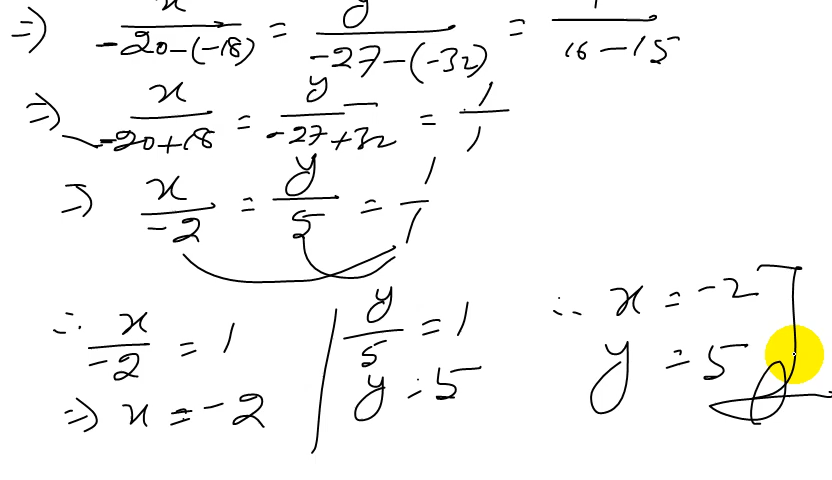 ⇒ x/(-20-(-18)) = y/(-27-(-32)) = 1/(16-15)
⇒ x/(-20+18) = y/(-27+32) = 1/1
⇒ x/-2 = y/5 = 1/1
∴ x/-2 = 1 | y/5 = 1
⇒ x = -2 | y = 5
∴ x = -2
y = 5